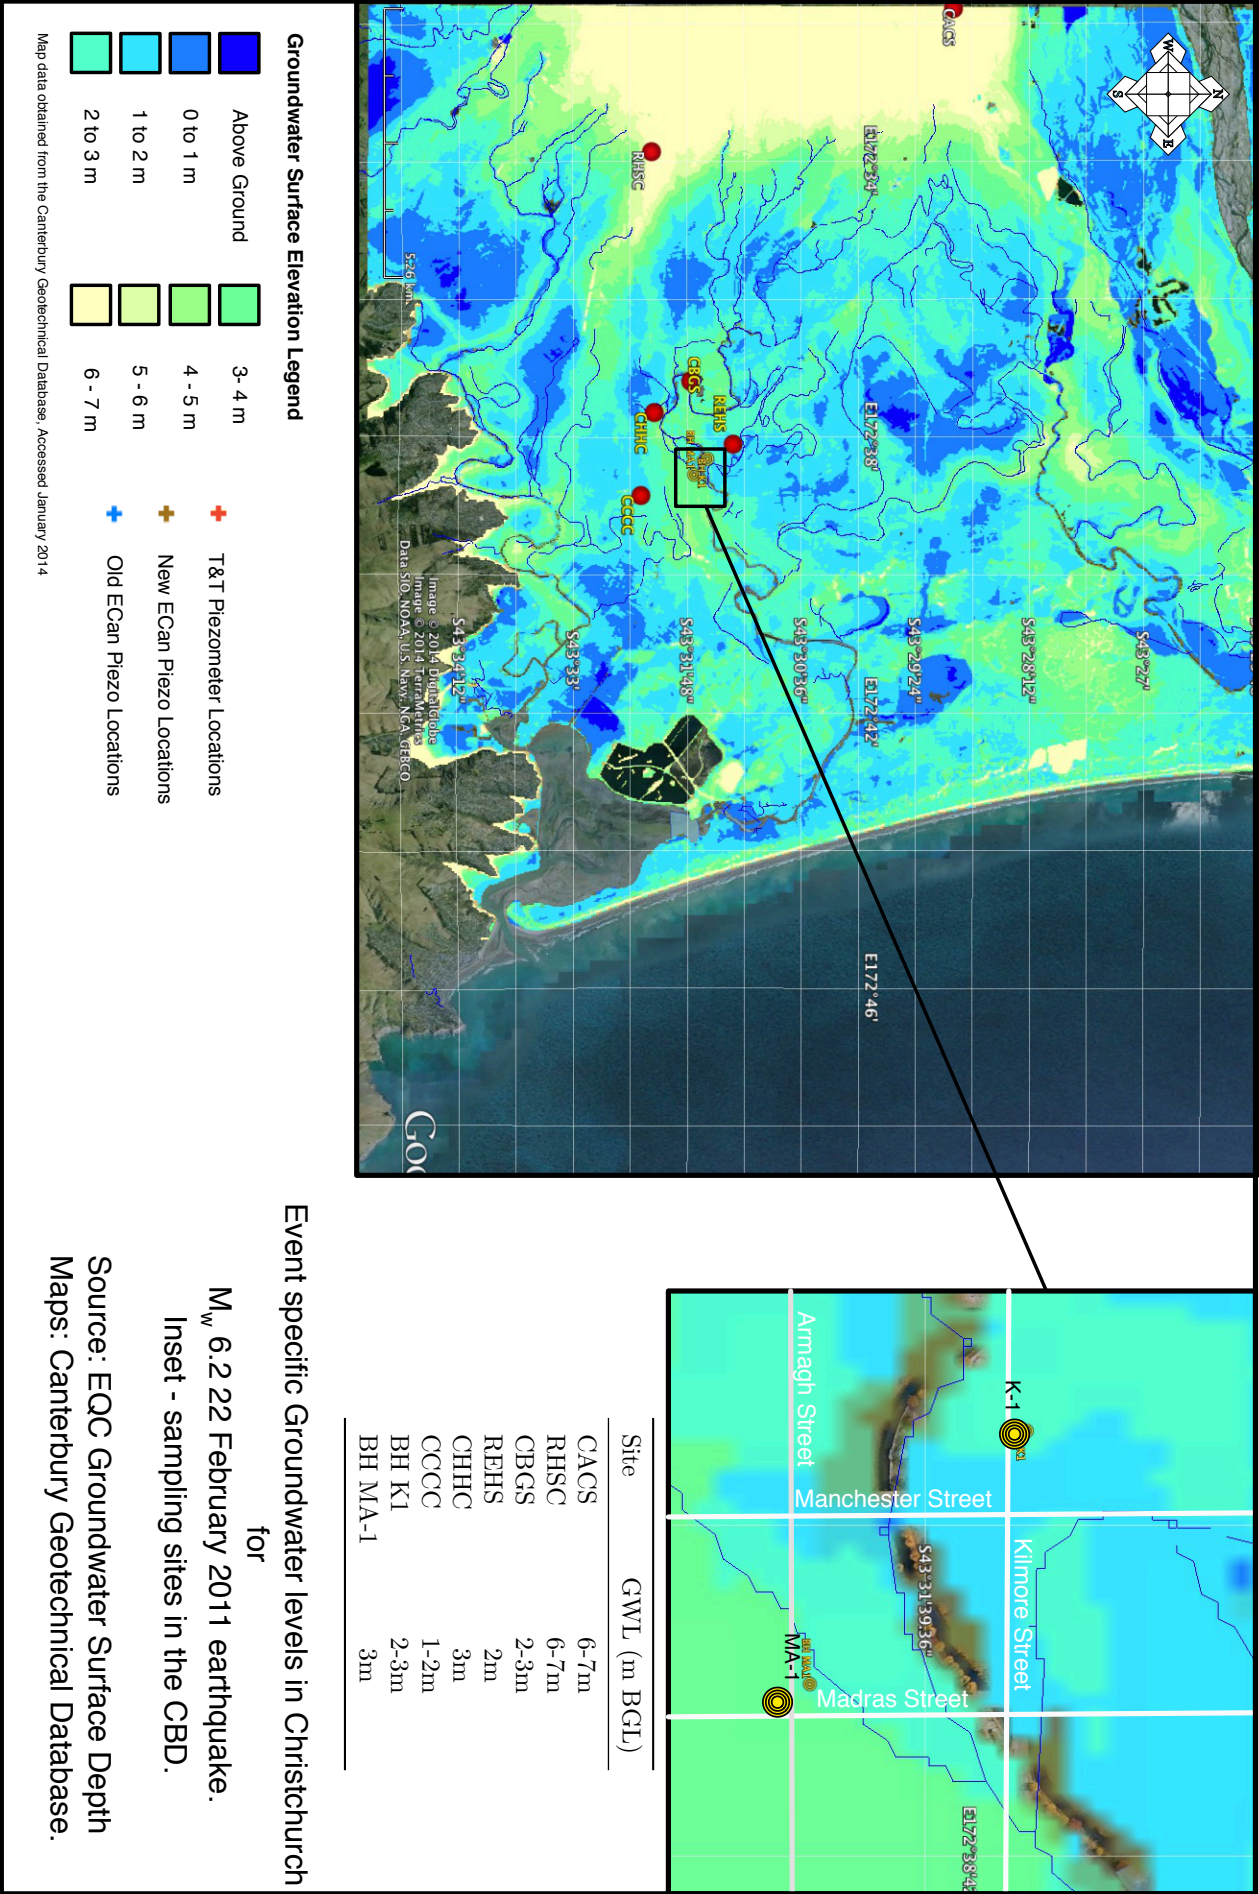 N
W
E
S
CACS
E172°34'
RHSC
5.26 km
E172°38'
CBGS
REHS
CHHC
CCCC
BH MA1
S43°27'
S43°28'12"
S43°29'24"
S43°30'36"
S43°31'48"
S43°33'
S43°34'12"
E172°42'
E172°46'
Image © 2014 DigitalGlobe
Image © 2014 TerraMetrics
Data SIO, NOAA, U.S. Navy, NGA, GEBCO
Goo
K-1
Armagh Street
Manchester Street
Kilmore Street
S43°31'39.36"
BH MA1
MA-1
Madras Street
E172°38'4
Groundwater Surface Elevation Legend
Above Ground
3- 4 m
T&T Piezometer Locations
0 to 1 m
4 - 5 m
New ECan Piezo Locations
1 to 2 m
5 - 6 m
Old ECan Piezo Locations
2 to 3 m
6 - 7 m
Map data obtained from the Canterbury Geotechnical Database, Accessed January 2014
Site GWL (m BGL)
CACS 6-7m
RHSC 6-7m
CBGS 2-3m
REHS 2m
CHHC 3m
CCCC 1-2m
BH K1 2-3m
BH MA-1 3m
Event specific Groundwater levels in Christchurch
for
Mw 6.2 22 February 2011 earthquake.
Inset - sampling sites in the CBD.
Source: EQC Groundwater Surface Depth
Maps: Canterbury Geotechnical Database.